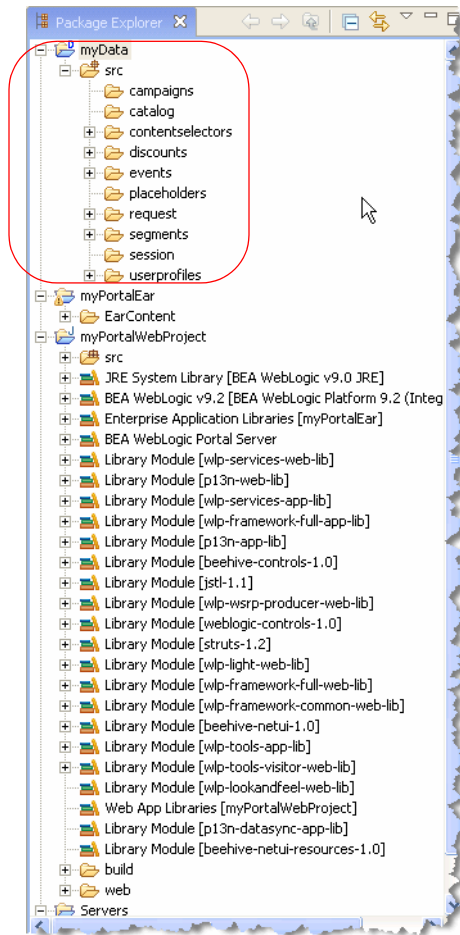 Package Explorer
myData
src
campaigns
catalog
contentselectors
discounts
events
placeholders
request
segments
session
userprofiles
myPortalEar
EarContent
myPortalWebProject
src
JRE System Library [BEA WebLogic v9.0 JRE]
BEA WebLogic v9.2 [BEA WebLogic Platform 9.2 (Integ
Enterprise Application Libraries [myPortalEar]
BEA WebLogic Portal Server
Library Module [wlp-services-web-lib]
Library Module [p13n-web-lib]
Library Module [wlp-services-app-lib]
Library Module [wlp-framework-full-app-lib]
Library Module [p13n-app-lib]
Library Module [beehive-controls-1.0]
Library Module [jstl-1.1]
Library Module [wlp-wsrp-producer-web-lib]
Library Module [weblogic-controls-1.0]
Library Module [struts-1.2]
Library Module [wlp-light-web-lib]
Library Module [wlp-framework-full-web-lib]
Library Module [wlp-framework-common-web-lib]
Library Module [beehive-netui-1.0]
Library Module [wlp-tools-app-lib]
Library Module [wlp-tools-visitor-web-lib]
Library Module [wlp-lookandfeel-web-lib]
Web App Libraries [myPortalWebProject]
Library Module [p13n-datasync-app-lib]
Library Module [beehive-netui-resources-1.0]
build
web
Servers